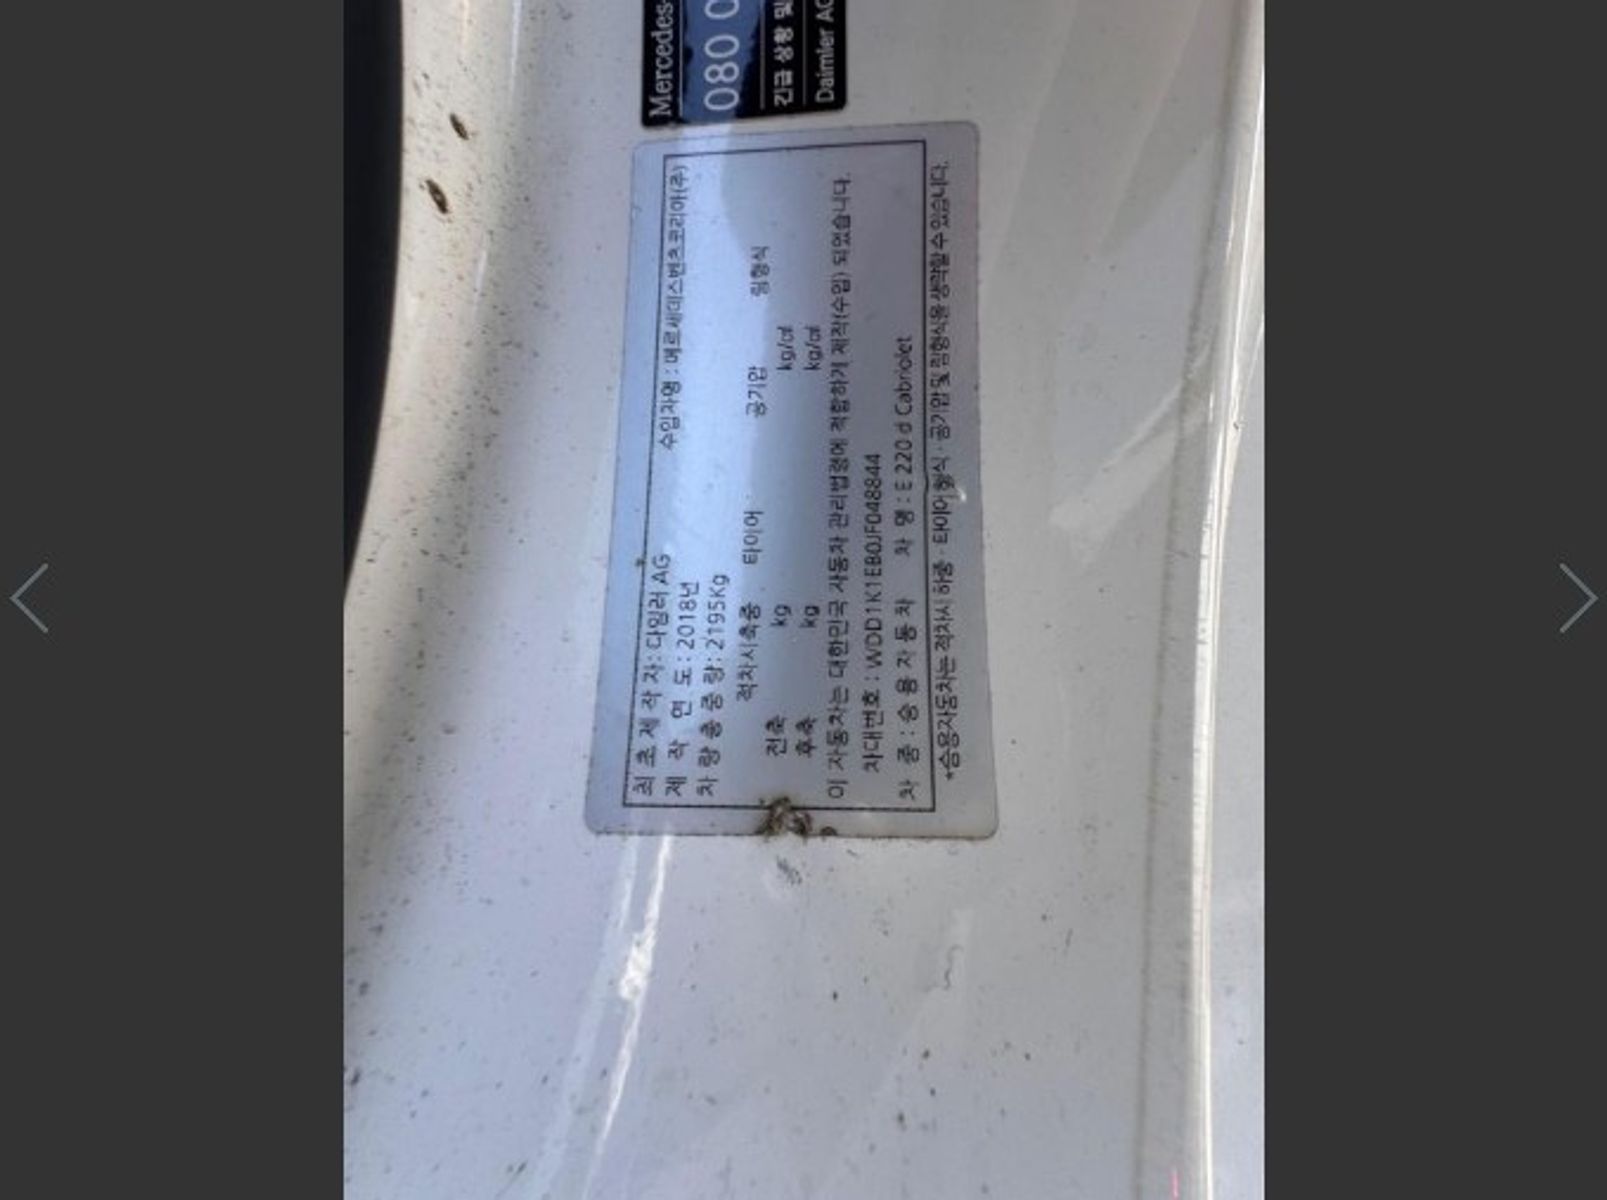 Mercedes-
080 0
긴급 상황 및
Daimler AG
최 초 제 작 자: 다임러 AG 수입자명 : 메르세데스벤츠코리아(주)
제 작 연 도 : 2018년
차 량 총 중 량: 2195Kg
적차시축중 타이어 공기압 림형식
전축 kg kg/㎠
후축 kg kg/㎠
이 자동차는 대한민국 자동차 관리법령에 적합하게 제작(수입) 되었습니다.
차대번호 : WDD1K1EB0JF048844
차 종 : 승 용 자 동 차 차 명 : E 220 d Cabriolet
*승용자동차는 적차시 하중 · 타이어 형식 · 공기압 및 림형식을 생략할 수 있습니다.